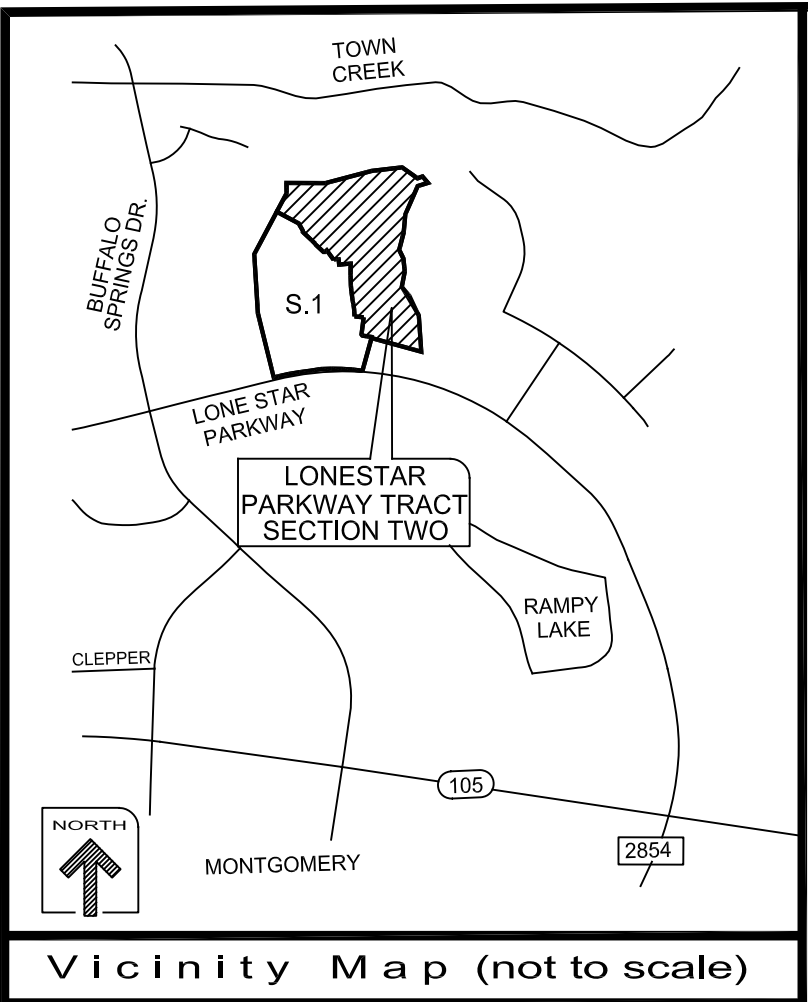 TOWN
CREEK
BUFFALO
SPRINGS DR.
S.1
LONE STAR
PARKWAY
LONESTAR
PARKWAY TRACT
SECTION TWO
RAMPY
LAKE
CLEPPER
105
NORTH
MONTGOMERY
2854
Vicinity Map (not to scale)